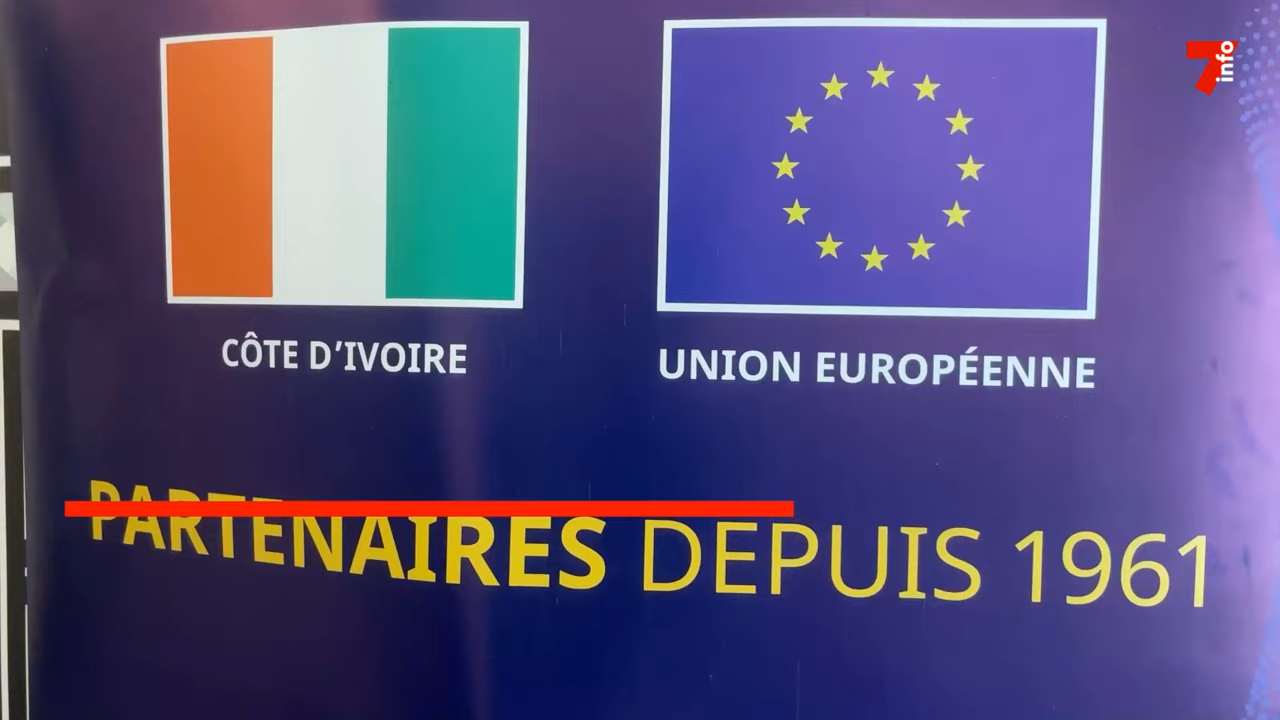 7info
CÔTE D'IVOIRE
UNION EUROPÉENNE
PARTENAIRES DEPUIS 1961